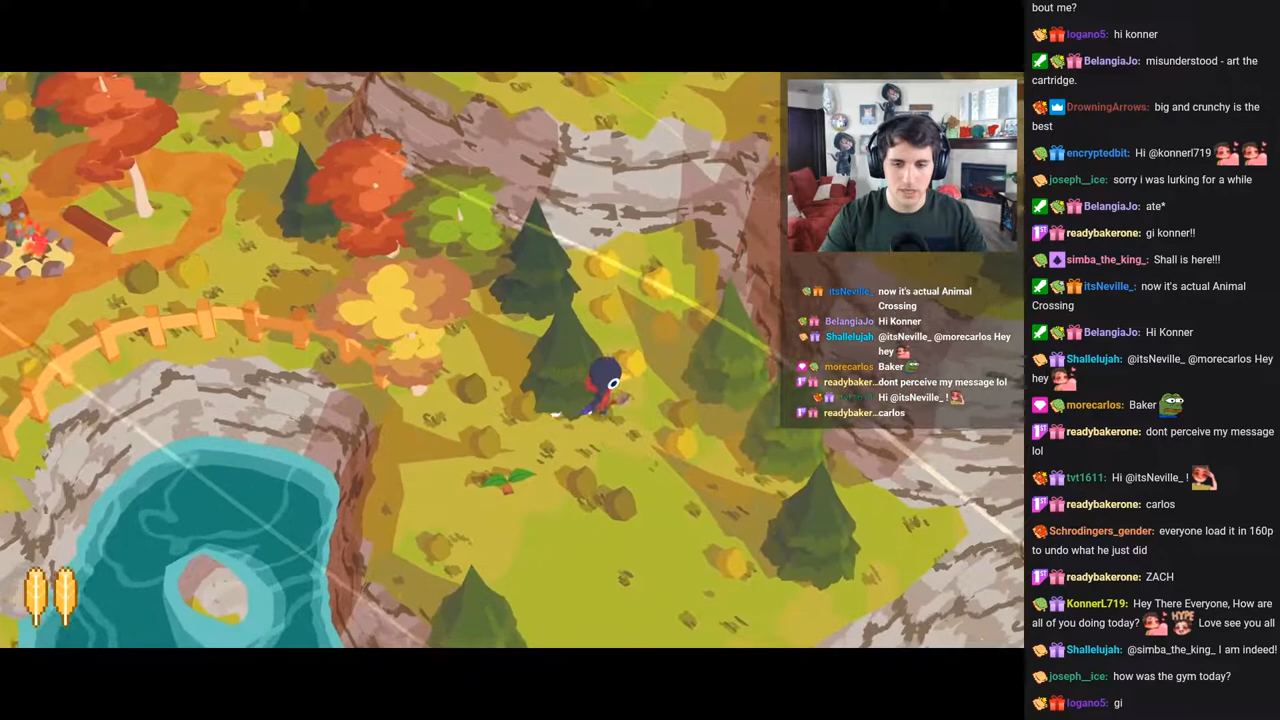 itsNeville_ now it's actual Animal
Crossing
BelangiaJo Hi Konner
Shallelujah @itsNeville_ @morecarlos Hey
hey
morecarlos Baker
readybaker...dont perceive my message lol
tvt1611 Hi @itsNeville_ !
readybaker...carlos
bout me?
logano5: hi konner
BelangiaJo: misunderstood - art the
cartridge.
DrowningArrows: big and crunchy is the
best
encryptedbit: Hi @konnerl719
joseph__ice: sorry i was lurking for a while
BelangiaJo: ate*
readybakerone: gi konner!!
simba_the_king_: Shall is here!!!
itsNeville_: now it's actual Animal
Crossing
BelangiaJo: Hi Konner
Shallelujah: @itsNeville_ @morecarlos Hey
hey
morecarlos: Baker
readybakerone: dont perceive my message
lol
tvt1611: Hi @itsNeville_ !
readybakerone: carlos
Schrodingers_gender: everyone load it in 160p
to undo what he just did
readybakerone: ZACH
KonnerL719: Hey There Everyone, How are
all of you doing today? HYPE Love see you all
Shallelujah: @simba_the_king_ I am indeed!
joseph__ice: how was the gym today?
logano5: gi